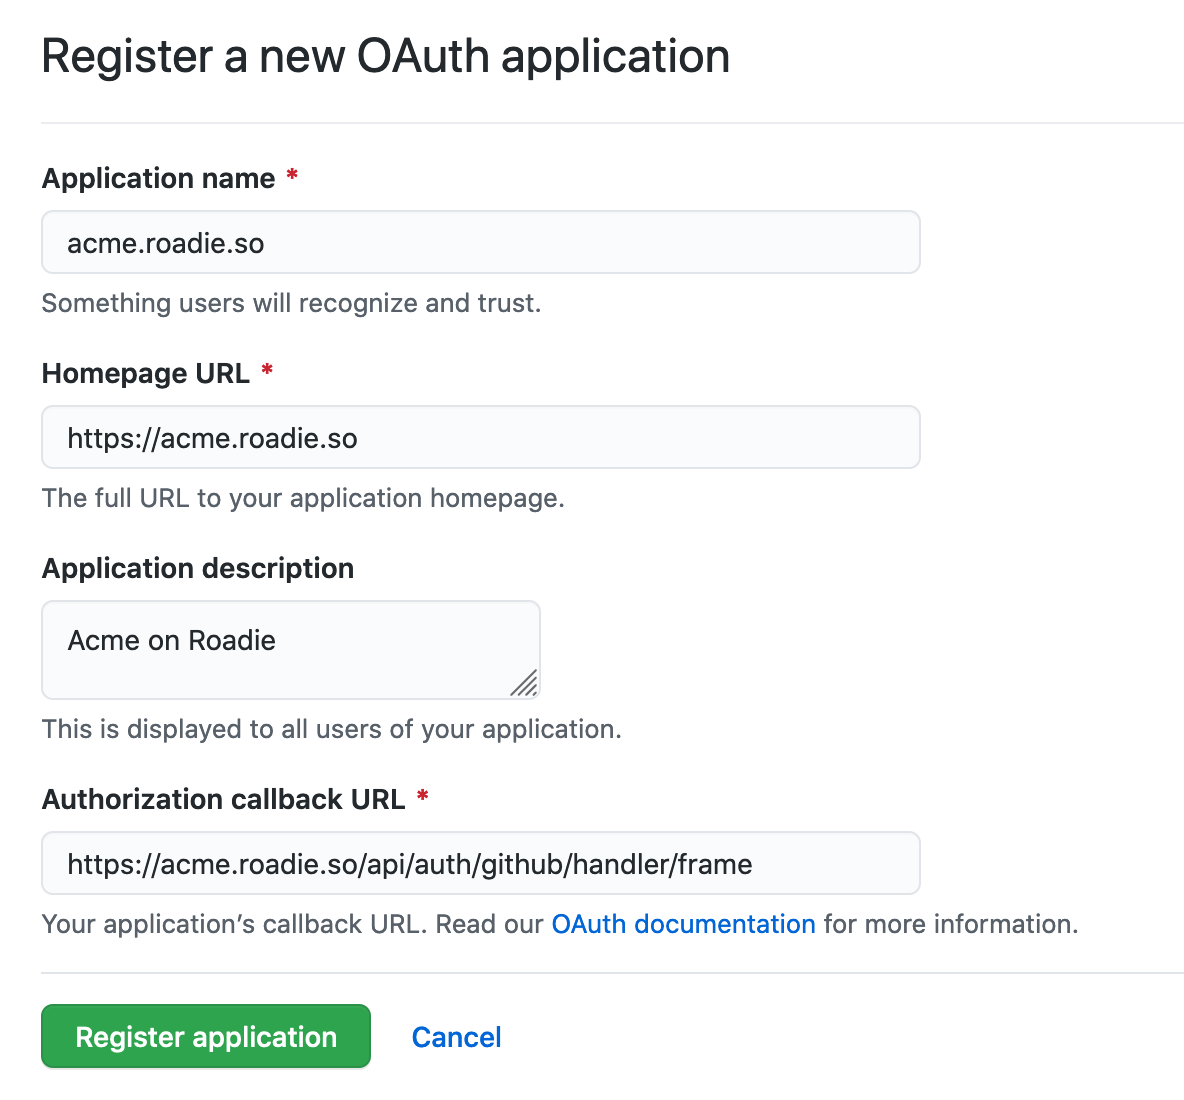 Register a new OAuth application
Application name *
acme.roadie.so
Something users will recognize and trust.
Homepage URL *
https://acme.roadie.so
The full URL to your application homepage.
Application description
Acme on Roadie
This is displayed to all users of your application.
Authorization callback URL *
https://acme.roadie.so/api/auth/github/handler/frame
Your application’s callback URL. Read our OAuth documentation for more information.
Register application Cancel